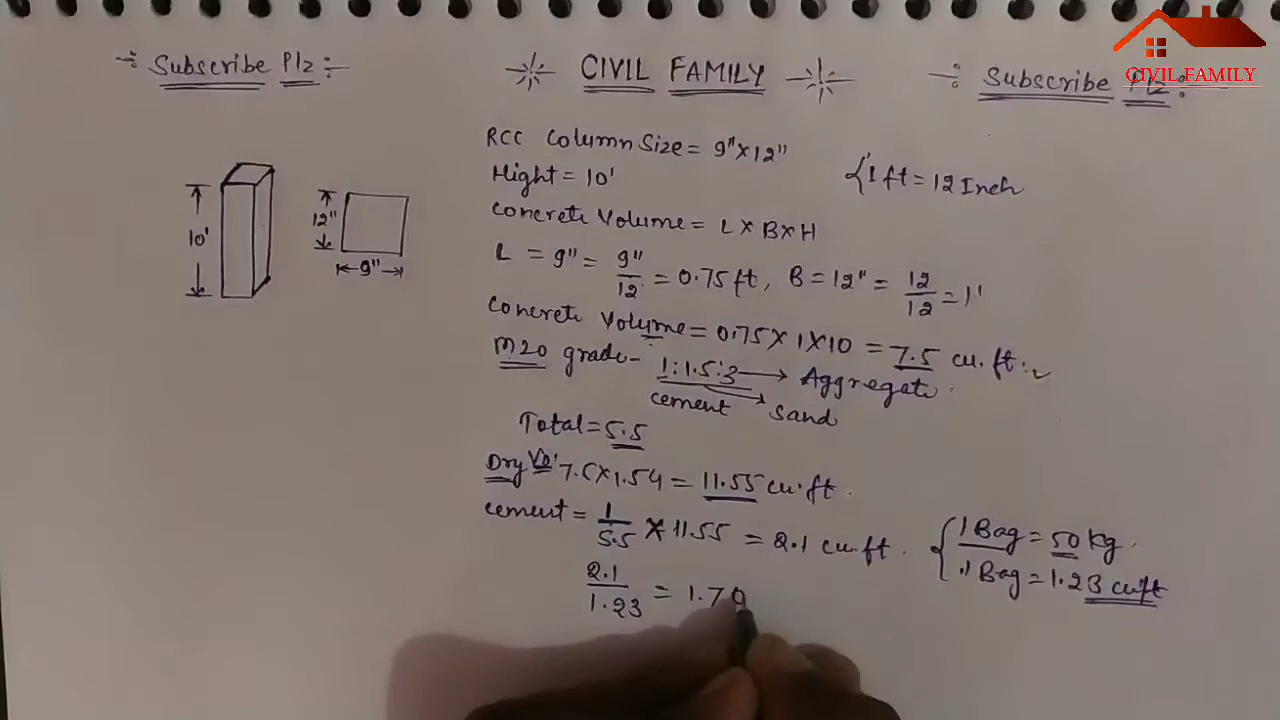 ÷ Subscribe Plz :-
CIVIL FAMILY
÷ Subscribe Plz :-
CIVIL FAMILY
10'
12"
9"
RCC Column Size = 9" X 12"
Hight = 10'
{ 1 ft = 12 Inch
Concrete Volume = L X B X H
L = 9" = 9"/12 = 0.75 ft, B = 12" = 12/12 = 1'
Concrete Volume = 0.75 X 1 X 10 = 7.5 cu.ft.
M20 grade - 1:1.5:3 → Aggregate
cement → Sand
Total = 5.5
Dry Vol 7.5 X 1.54 = 11.55 cu.ft.
cement = 1/5.5 X 11.55 = 2.1 cu.ft.
{ 1 Bag = 50 kg.
1 Bag = 1.23 cuft
2.1/1.23 = 1.70